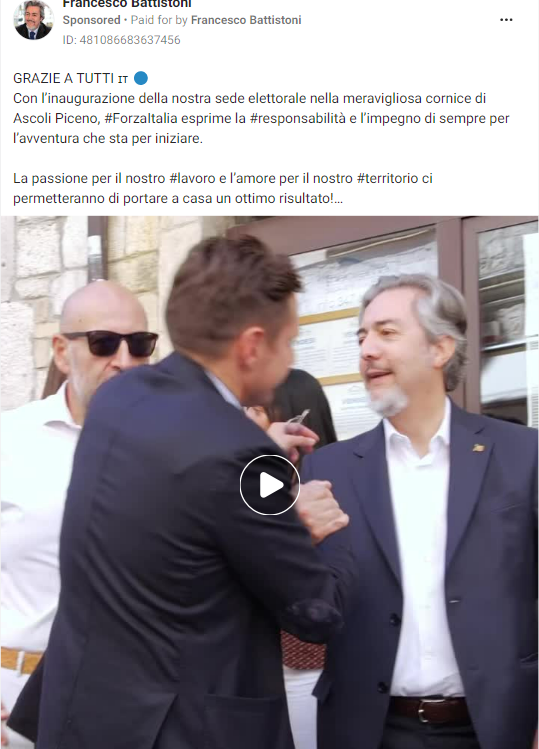 Francesco Battistoni
Sponsored • Paid for by Francesco Battistoni
ID: 481086683637456
GRAZIE A TUTTI ɪᴛ 🔵
Con l’inaugurazione della nostra sede elettorale nella meravigliosa cornice di
Ascoli Piceno, #ForzaItalia esprime la #responsabilità e l’impegno di sempre per
l’avventura che sta per iniziare.
La passione per il nostro #lavoro e l’amore per il nostro #territorio ci
permetteranno di portare a casa un ottimo risultato!...